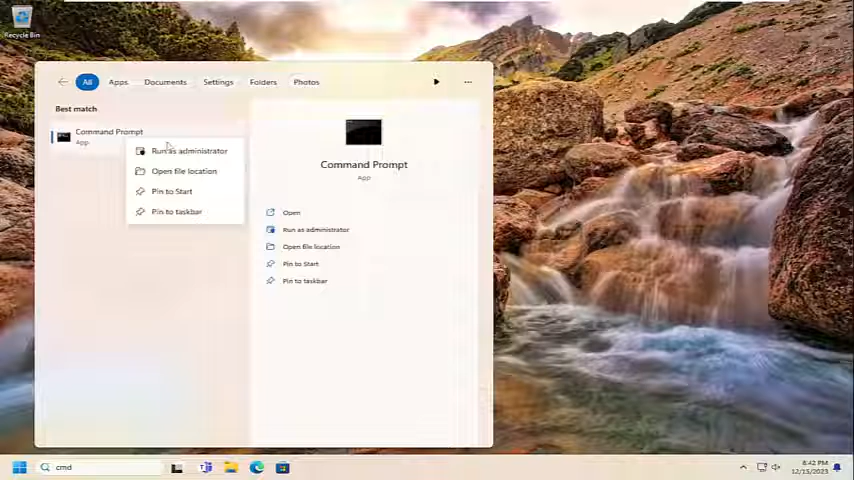 Recycle Bin
All Apps Documents Settings Folders Photos
Best match
Command Prompt
App
Run as administrator
Open file location
Pin to Start
Pin to taskbar
Command Prompt
App
Open
Run as administrator
Open file location
Pin to Start
Pin to taskbar
cmd
8:42 PM
12/15/2023